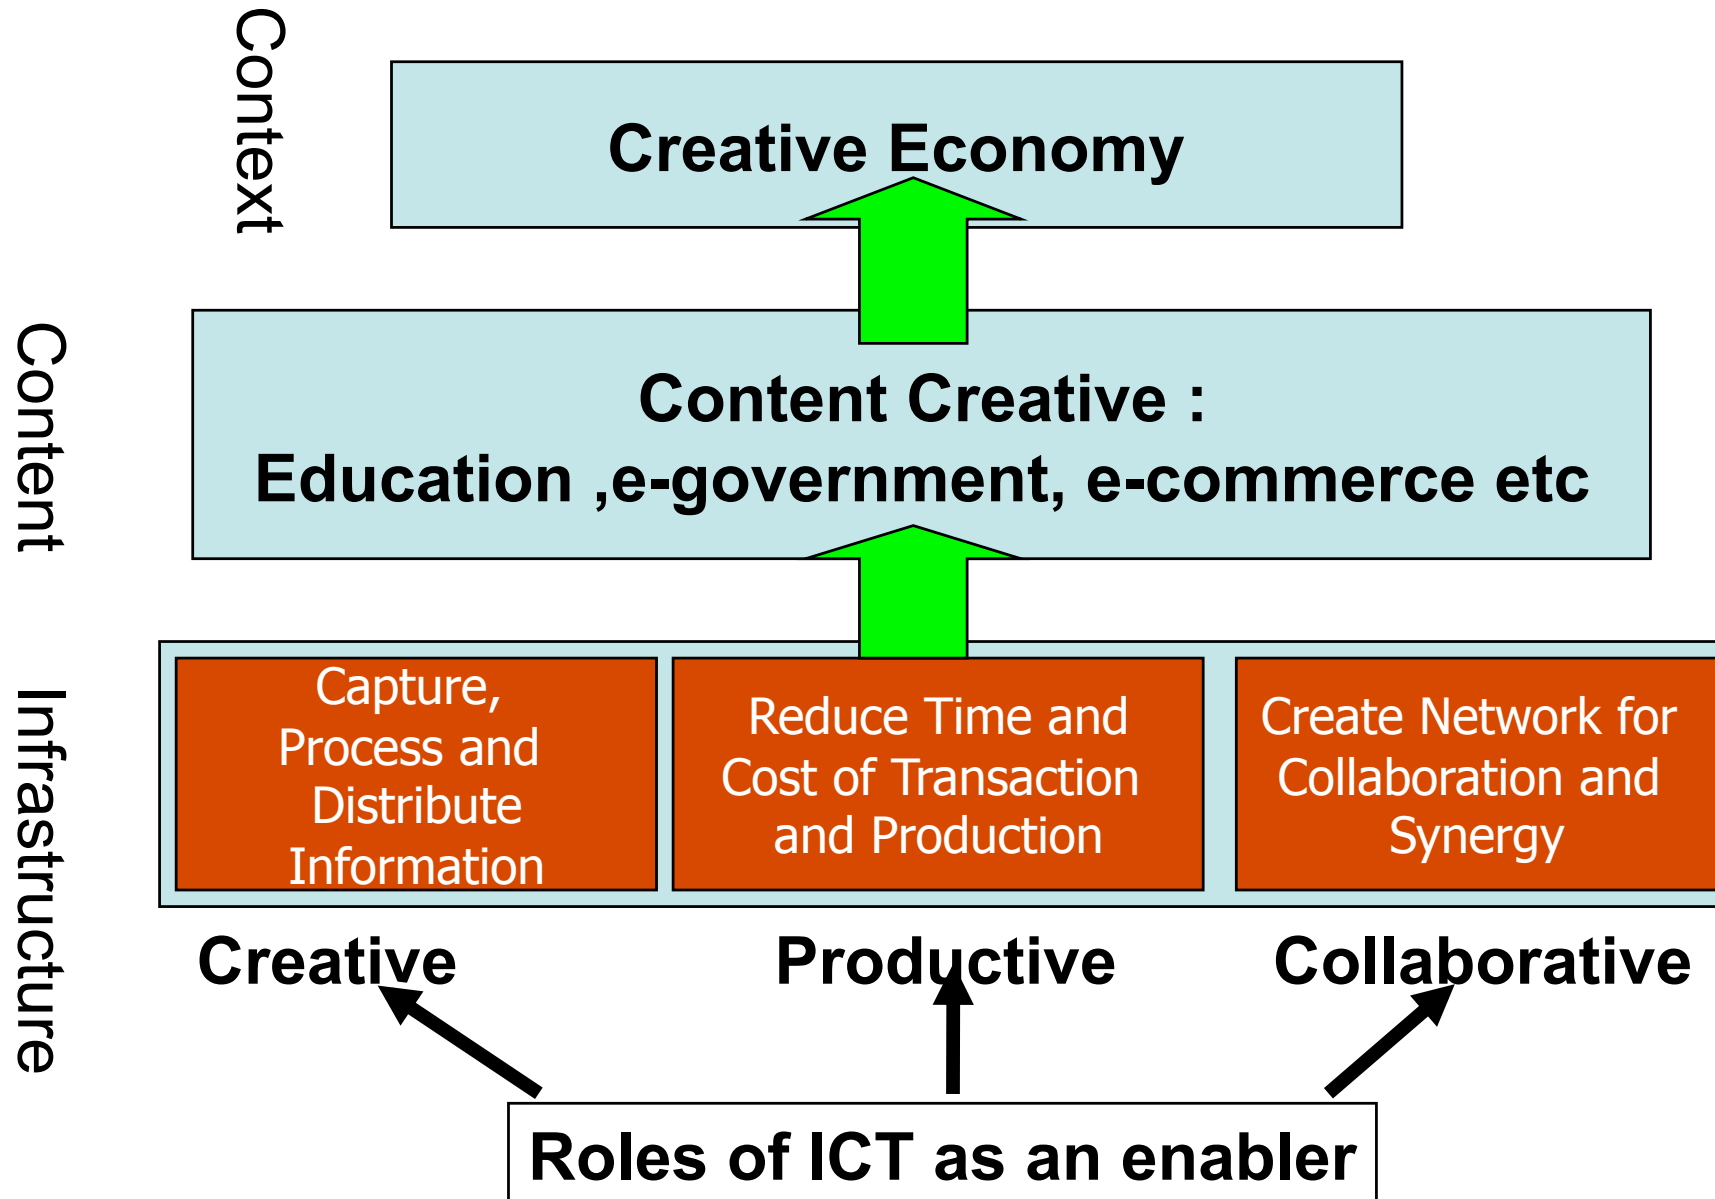 Context
Creative Economy
Content
Content Creative :
Education ,e-government, e-commerce etc
Infrastructure
Capture,
Process and
Distribute
Information
Reduce Time and
Cost of Transaction
and Production
Create Network for
Collaboration and
Synergy
Creative
Productive
Collaborative
Roles of ICT as an enabler